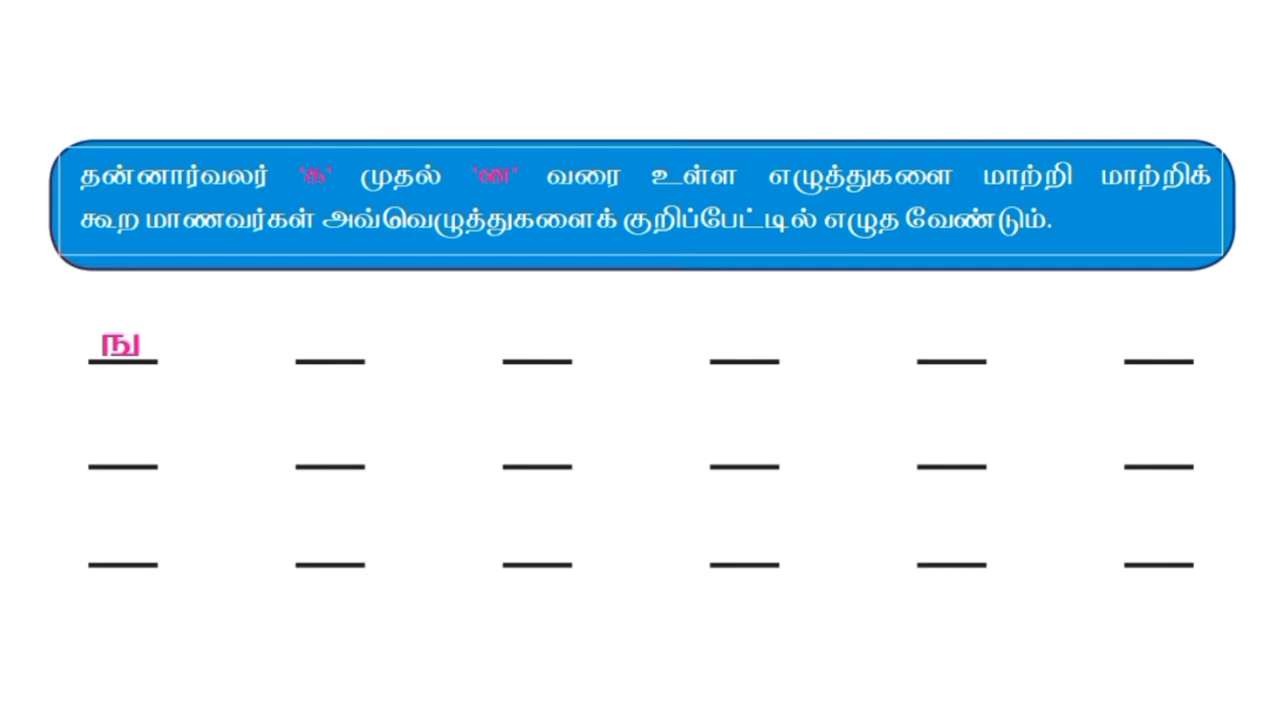 தன்னார்வலர் 'க' முதல் 'ன' வரை உள்ள எழுத்துகளை மாற்றி மாற்றிக்
கூற மாணவர்கள் அவ்வெழுத்துகளைக் குறிப்பேட்டில் எழுத வேண்டும்.
ங